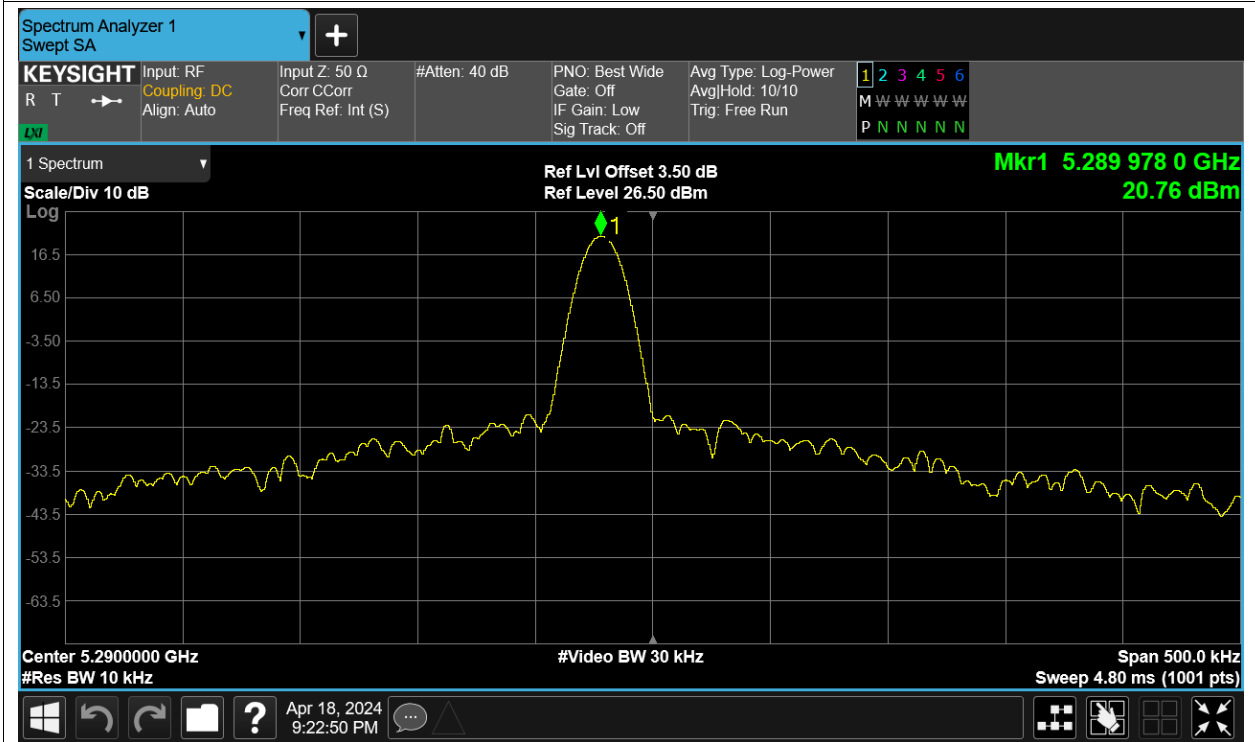 Spectrum Analyzer 1
Swept SA
+
KEYSIGHT
R T
LXI
Input: RF
Coupling: DC
Align: Auto
Input Z: 50 Ω
Corr CCorr
Freq Ref: Int (S)
#Atten: 40 dB
PNO: Best Wide
Gate: Off
IF Gain: Low
Sig Track: Off
Avg Type: Log-Power
Avg|Hold: 10/10
Trig: Free Run
1 2 3 4 5 6
M W W W W W
P N N N N N
1 Spectrum
Scale/Div 10 dB
Log
Ref Lvl Offset 3.50 dB
Ref Level 26.50 dBm
Mkr1 5.289 978 0 GHz
20.76 dBm
1
16.5
6.50
-3.50
-13.5
-23.5
-33.5
-43.5
-53.5
-63.5
Center 5.2900000 GHz
#Video BW 30 kHz
Span 500.0 kHz
#Res BW 10 kHz
Sweep 4.80 ms (1001 pts)
?
Apr 18, 2024
9:22:50 PM